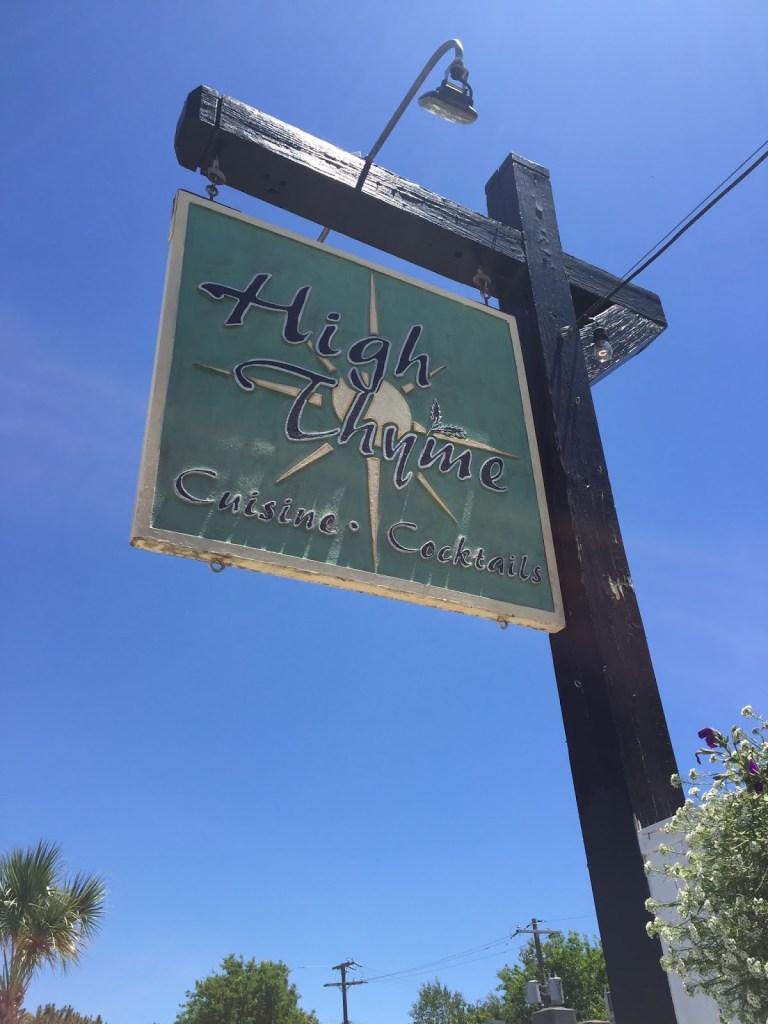 High
Thyme
Cuisine · Cocktails